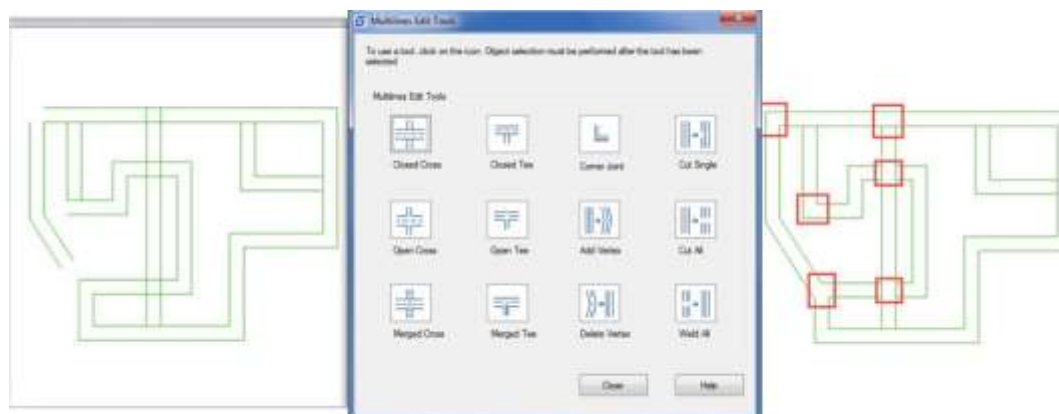 Multilines Edit Tools
To use a tool, click on the icon. Object selection must be performed after the tool has been
selected
Multilines Edit Tools
Closed Cross
Closed Tee
Corner Joint
Cut Single
Open Cross
Open Tee
Add Vertex
Cut All
Merged Cross
Merged Tee
Delete Vertex
Weld All
Close
Help